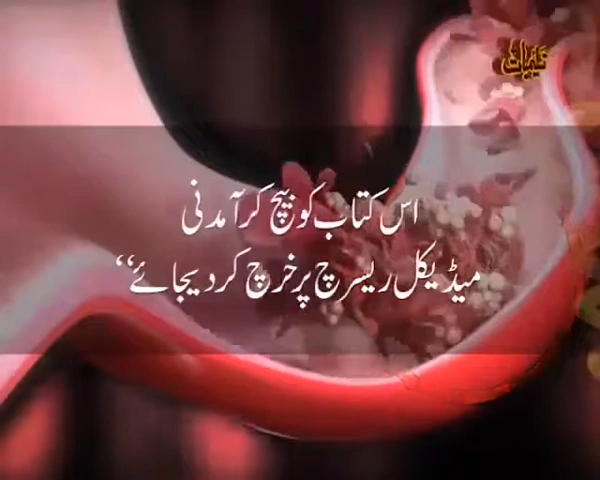 اس کتاب کو بیچ کر آمدنی
میڈیکل ریسرچ پر خرچ کر دیجائے“